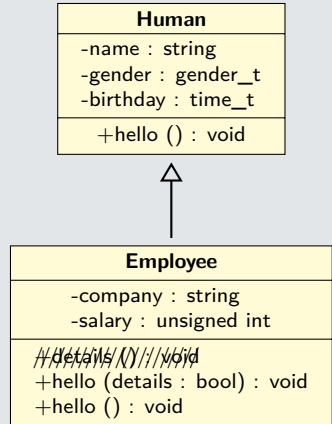 Human
-name : string
-gender : gender_t
-birthday : time_t
+hello () : void
Employee
-company : string
-salary : unsigned int
+details () : void
+hello (details : bool) : void
+hello () : void